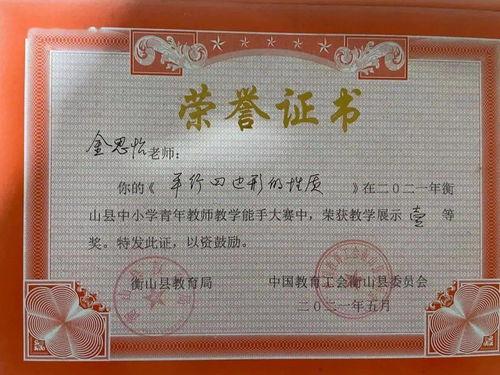 荣誉证书
金思怡老师:
你的《平行四边形的性质》在二〇二一年衡
山县中小学青年教师教学能手大赛中,荣获教学展示壹等
奖。特发此证,以资鼓励。
衡山县教育局 中国教育工会衡山县委员会
二〇二一年五月